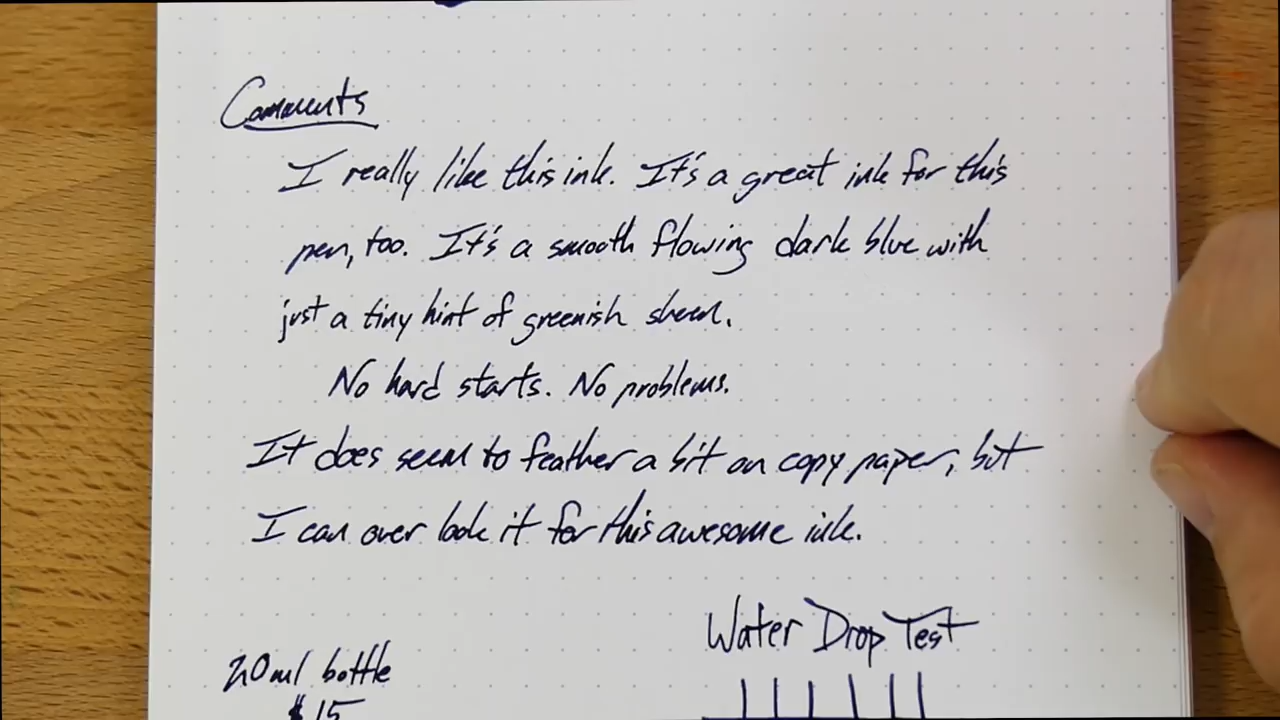 Comments
I really like this ink. It's a great ink for this
pen, too. It's a smooth flowing dark blue with
just a tiny hint of greenish sheen.
No hard starts. No problems.
It does seem to feather a bit on copy paper, but
I can over look it for this awesome ink.
Water Drop Test
20ml bottle
$15